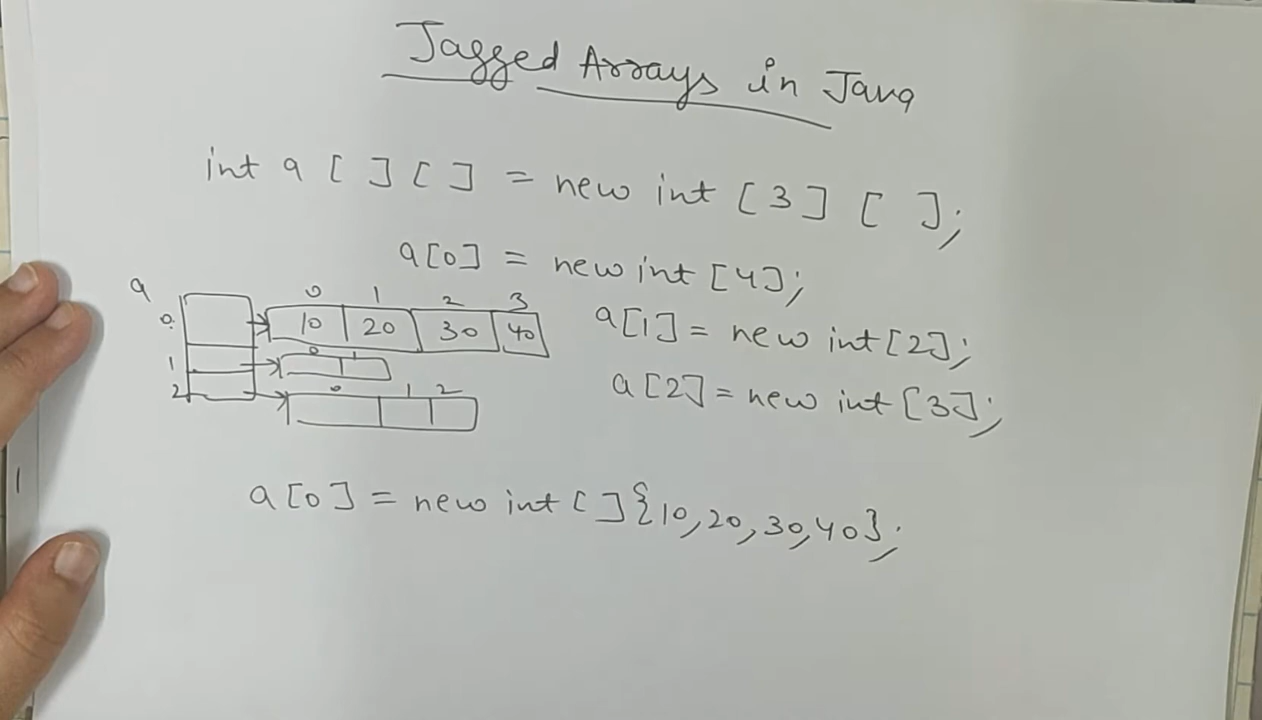 Jagged Arrays in Java
int a [ ] [ ] = new int [3] [ ];
a[0] = new int [4];
a
0 1 2 3
0 10 20 30 40
a[1] = new int [2];
0 1
1
a[2] = new int [3];
0 1 2
2
a[0] = new int [ ]{10,20,30,40};